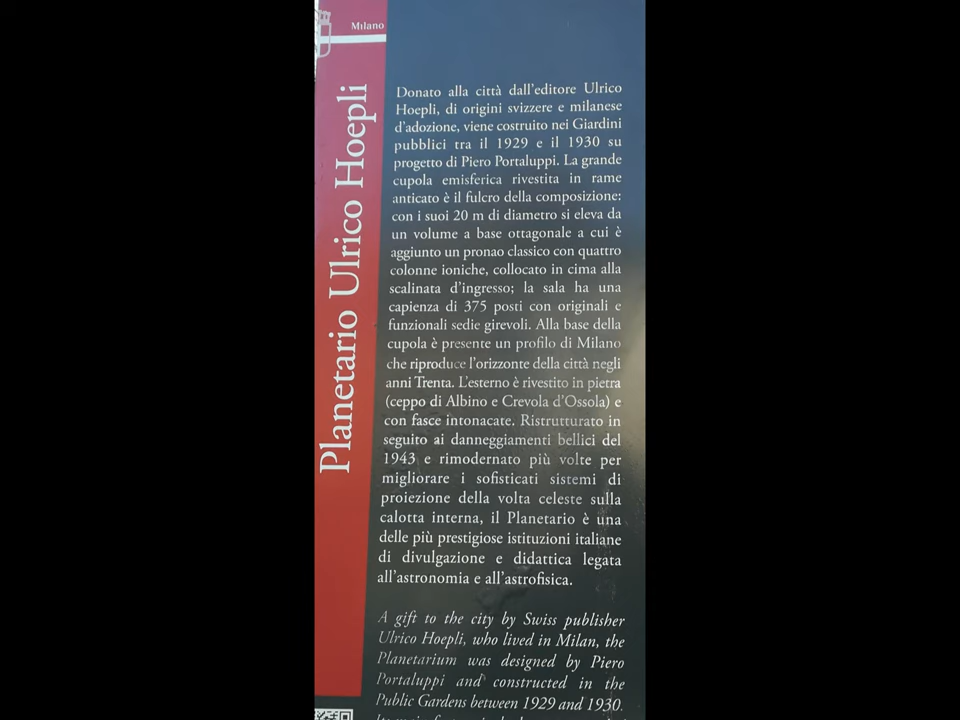 Milano
Planetario Ulrico Hoepli
Donato alla città dall'editore Ulrico
Hoepli, di origini svizzere e milanese
d'adozione, viene costruito nei Giardini
pubblici tra il 1929 e il 1930 su
progetto di Piero Portaluppi. La grande
cupola emisferica rivestita in rame
anticato è il fulcro della composizione:
con i suoi 20 m di diametro si eleva da
un volume a base ottagonale a cui è
aggiunto un pronao classico con quattro
colonne ioniche, collocato in cima alla
scalinata d'ingresso; la sala ha una
capienza di 375 posti con originali e
funzionali sedie girevoli. Alla base della
cupola è presente un profilo di Milano
che riproduce l'orizzonte della città negli
anni Trenta. L'esterno è rivestito in pietra
(ceppo di Albino e Crevola d'Ossola) e
con fasce intonacate. Ristrutturato in
seguito ai danneggiamenti bellici del
1943 e rimodernato più volte per
migliorare i sofisticati sistemi di
proiezione della volta celeste sulla
calotta interna, il Planetario è una
delle più prestigiose istituzioni italiane
di divulgazione e didattica legata
all'astronomia e all'astrofisica.
A gift to the city by Swiss publisher
Ulrico Hoepli, who lived in Milan, the
Planetarium was designed by Piero
Portaluppi and constructed in the
Public Gardens between 1929 and 1930.